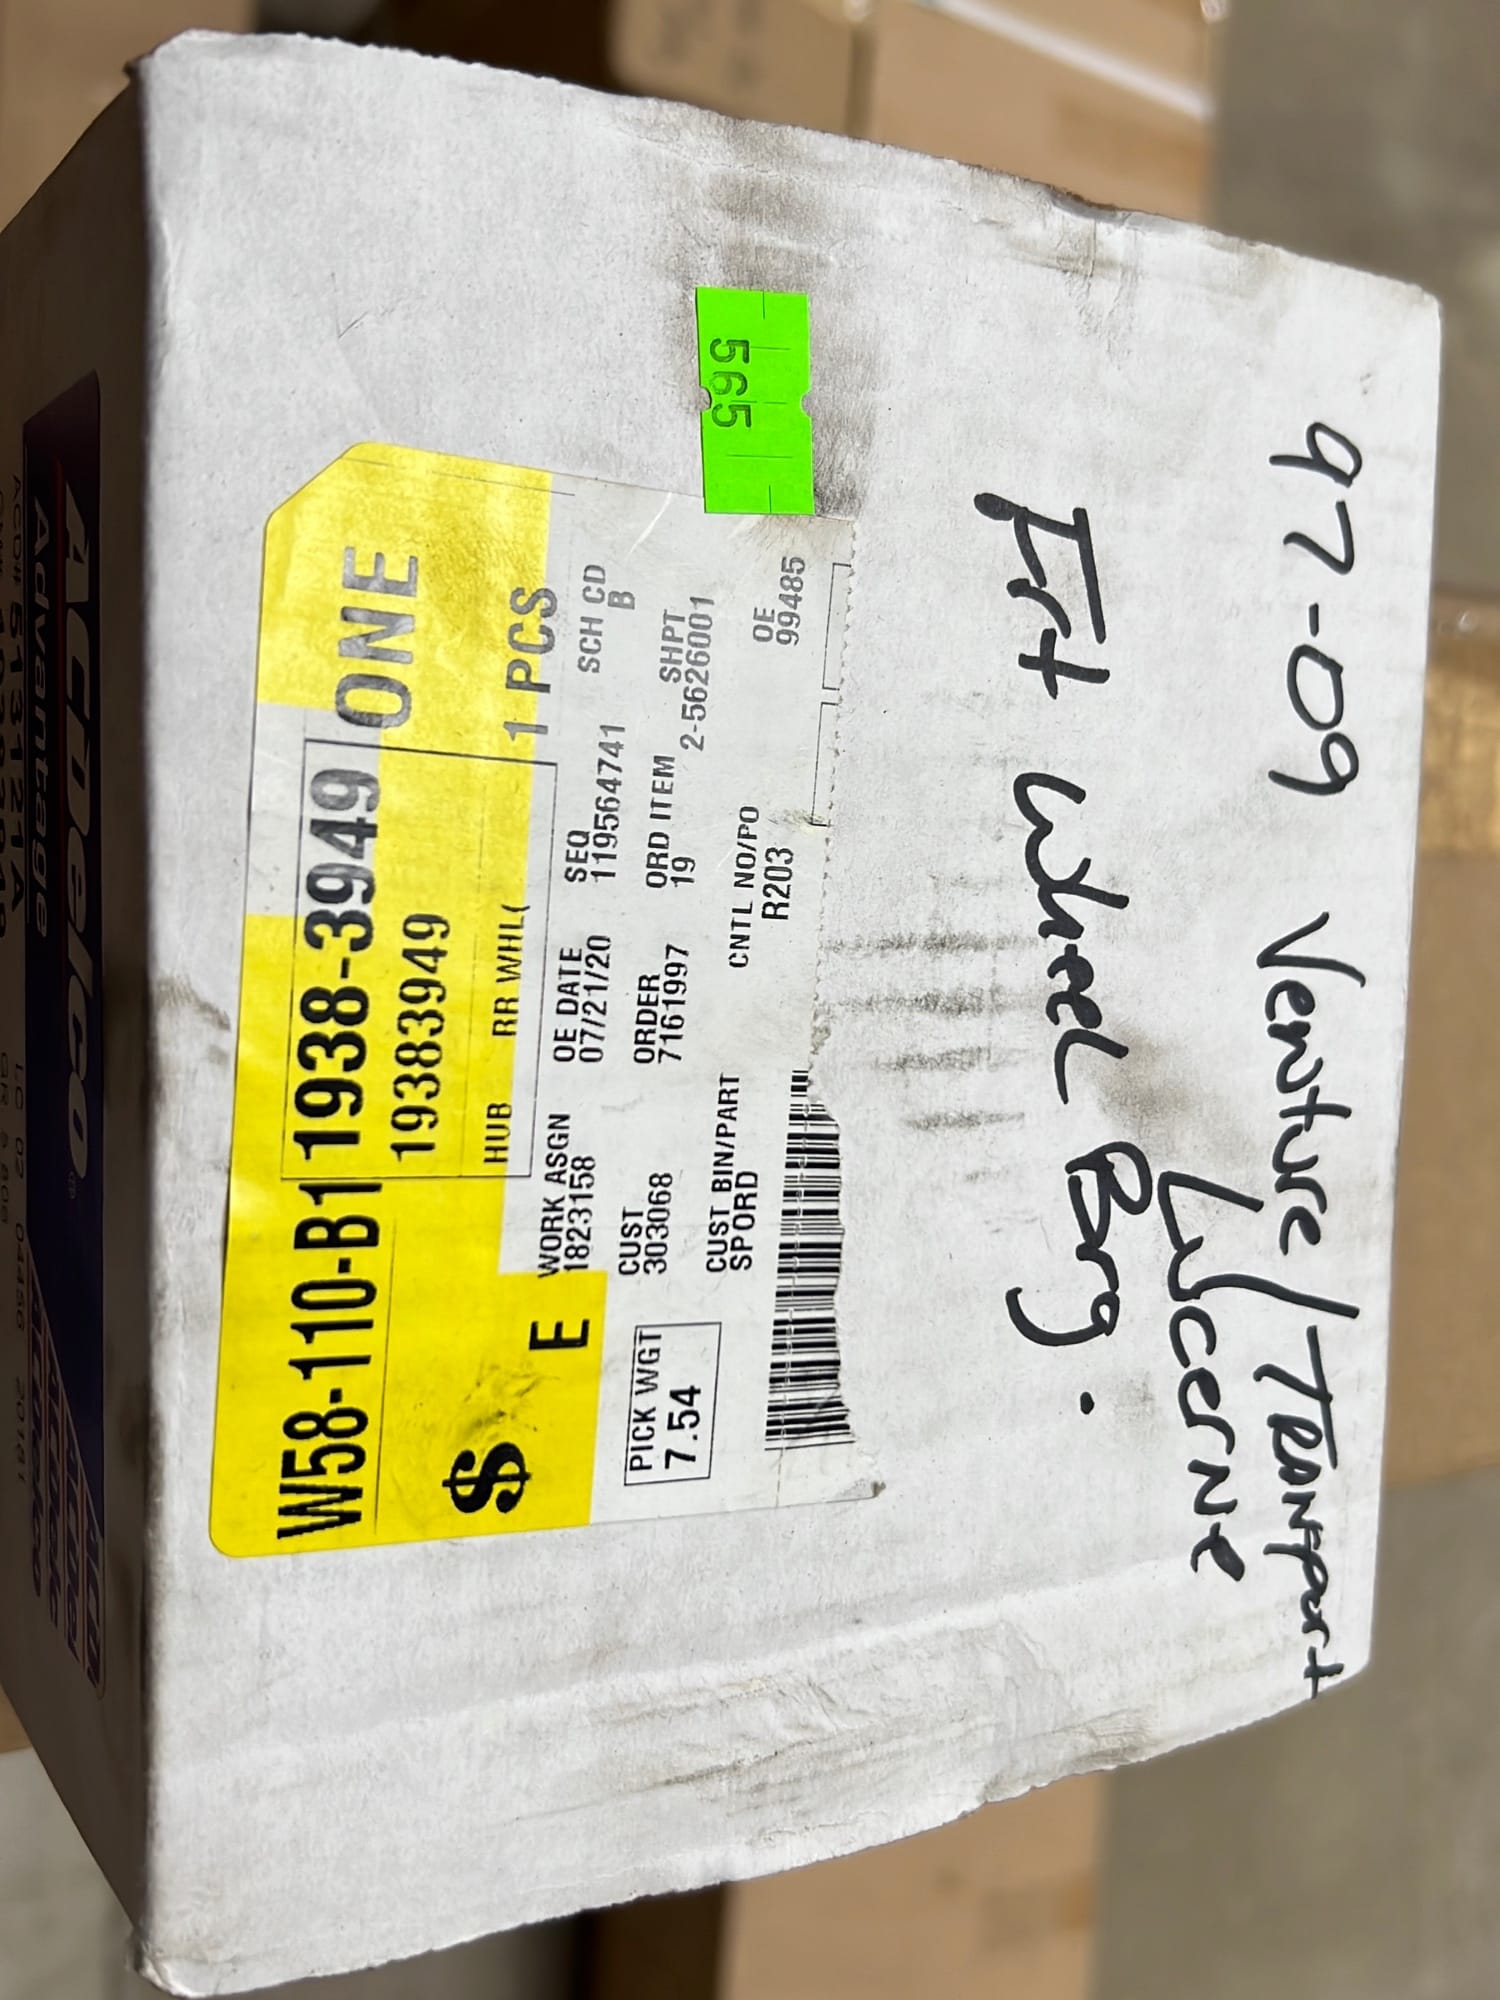 ACDelco
Advantage
ACD# 513121A
W58-110-B1 1938-3949 ONE
19383949
$ HUB RR WHL( 1 PCS
E
WORK ASGN OE DATE SEQ SCH CD
1823158 07/21/20 119564741 B
PICK WGT CUST ORDER ORD ITEM SHPT
7.54 303068 7161997 19 2-5626001
CUST BIN/PART CNTL NO/PO OE
SPORD R203 99485
565
Frt Wheel Brg.
Lucerne
97-09 Venture/Tranport